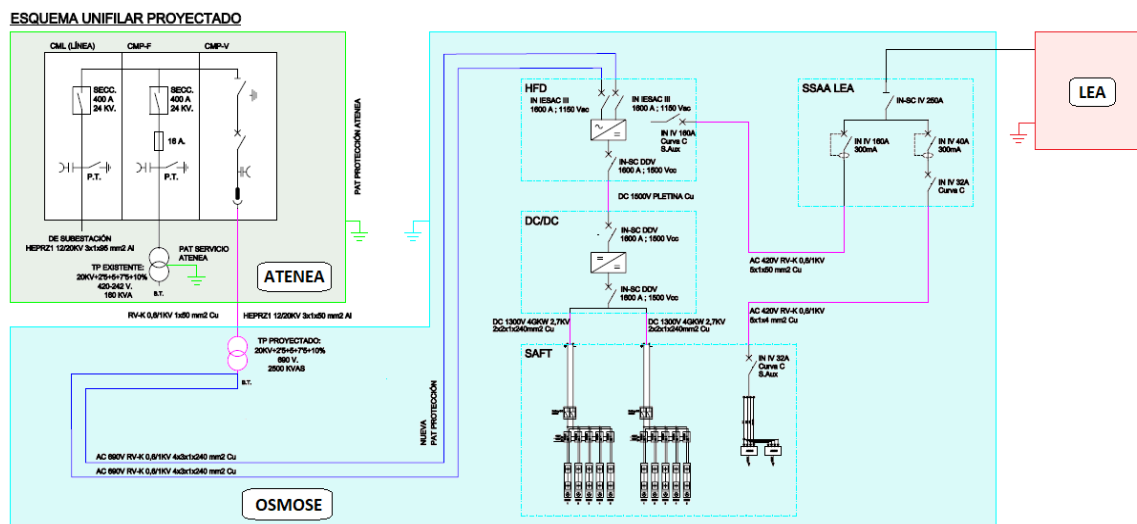 ESQUEMA UNIFILAR PROYECTADO
CML (LÍNEA)
CMP-F
CMP-V
SECC.
400 A
24 KV.
SECC.
400 A
24 KV.
16 A.
P.T.
P.T.
DE SUBESTACIÓN
HEPRZ1 12/20KV 3x1x95 mm2 Al
PAT SERVICIO
ATENEA
TP EXISTENTE:
20KV+2'5+5+7'5+10%
420-242 V.
160 KVA
B.T.
ATENEA
PAT PROTECCIÓN ATENEA
RV-K 0,6/1KV 1x50 mm2 Cu
HEPRZ1 12/20KV 3x1x50 mm2 Al
TP PROYECTADO:
20KV+2'5+5+7'5+10%
690 V.
2500 KVAS
B.T.
NUEVA
PAT PROTECCIÓN
AC 690V RV-K 0,6/1KV 4x3x1x240 mm2 Cu
AC 690V RV-K 0,6/1KV 4x3x1x240 mm2 Cu
OSMOSE
HFD
IN IESAC III
1600 A ; 1150 Vac
IN IESAC III
1600 A ; 1150 Vac
IN IV 160A
Curva C
S.Aux
IN-SC DDV
1600 A ; 1500 Vcc
DC 1500V PLETINA Cu
DC/DC
IN-SC DDV
1600 A ; 1500 Vcc
IN-SC DDV
1600 A ; 1500 Vcc
DC 1300V 4GKW 2,7KV
2x2x1x240mm2 Cu
DC 1300V 4GKW 2,7KV
2x2x1x240mm2 Cu
SAFT
IN IV 32A
Curva C
S.Aux
SSAA LEA
IN-SC IV 250A
IN IV 160A
300mA
IN IV 40A
300mA
IN IV 32A
Curva C
AC 420V RV-K 0,6/1KV
5x1x50 mm2 Cu
AC 420V RV-K 0,6/1KV
5x1x4 mm2 Cu
LEA